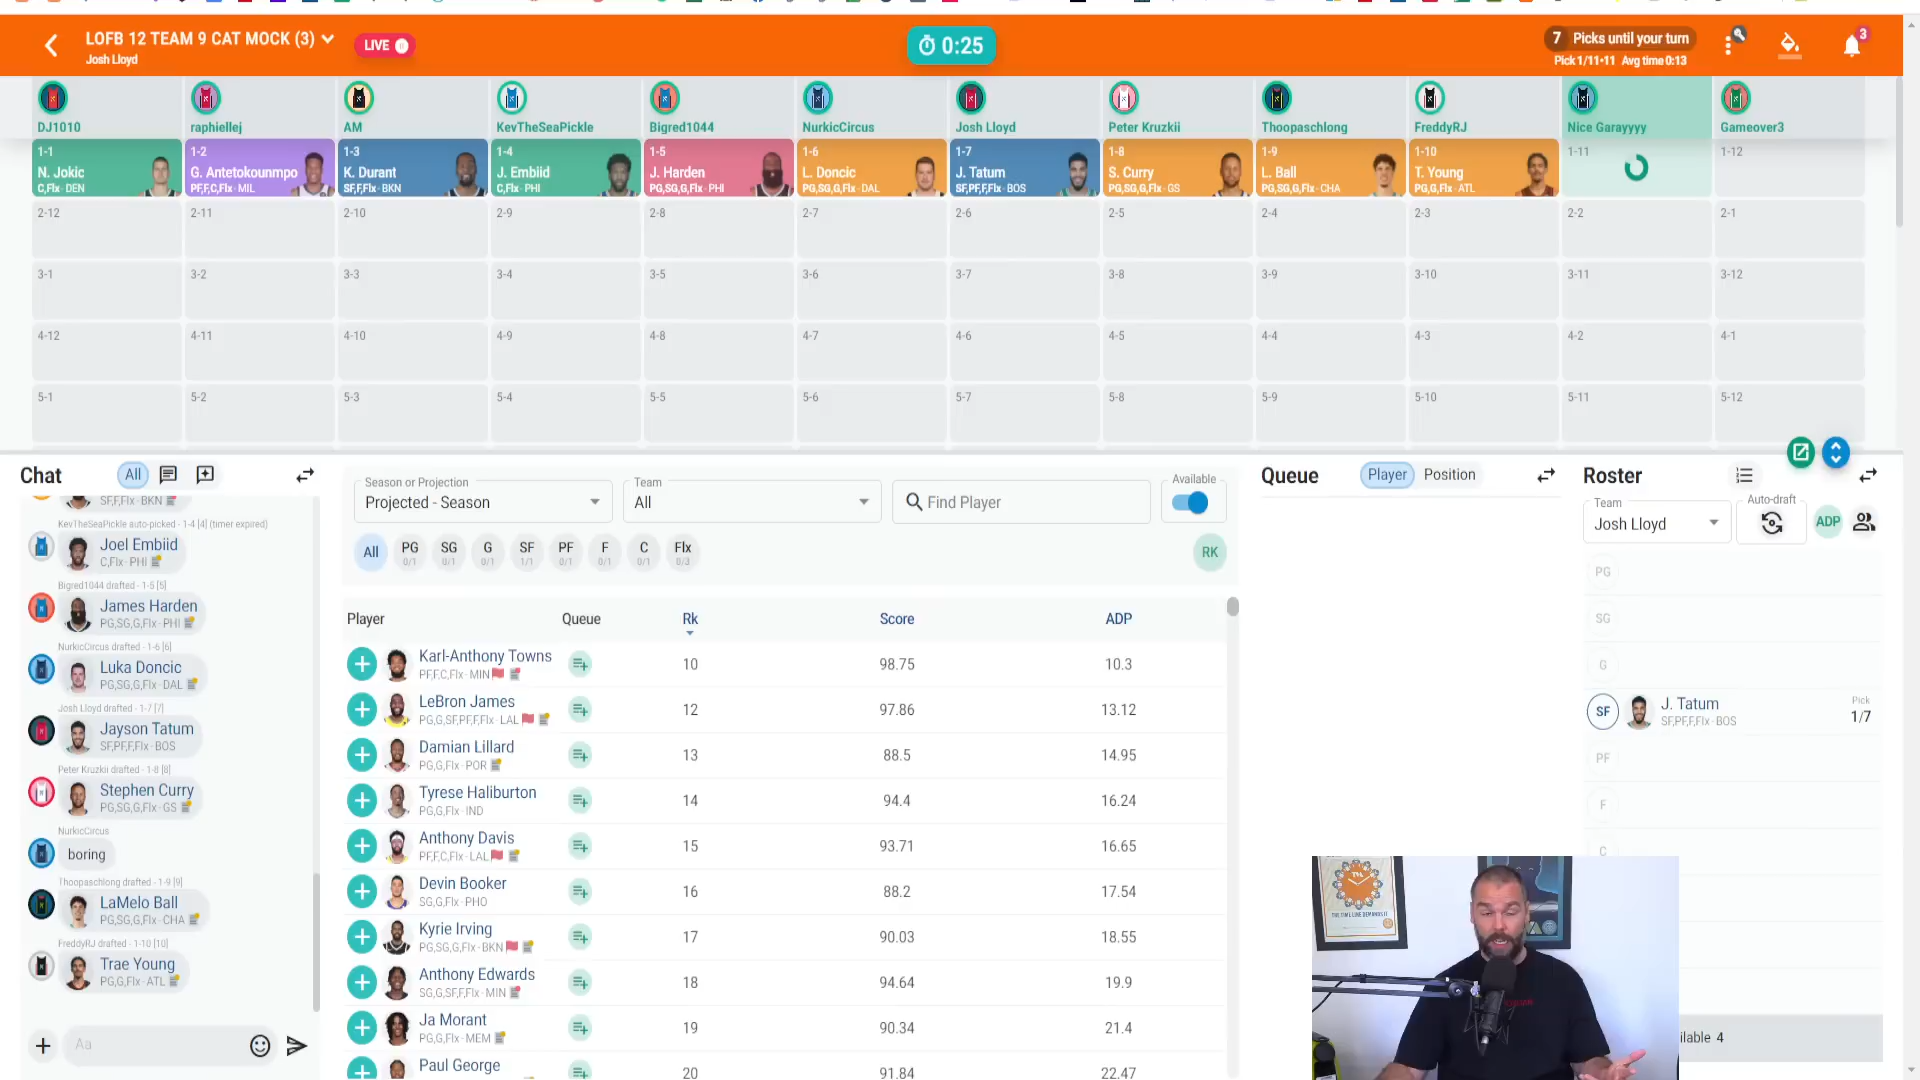 LOFB 12 TEAM 9 CAT MOCK (3)
Josh Lloyd
LIVE
0:25
7 Picks until your turn
Pick 1/11•11 Avg time 0:13
3
DJ1010
raphiellej
AM
KevTheSeaPickle
Bigred1044
NurkicCircus
Josh Lloyd
Peter Kruzkii
Thoopaschlong
FreddyRJ
Nice Garayyyy
Gameover3
1-1
N. Jokic
C,Flx · DEN
1-2
G. Antetokounmpo
PF,F,C,Flx · MIL
1-3
K. Durant
SF,F,Flx · BKN
1-4
J. Embiid
C,Flx · PHI
1-5
J. Harden
PG,SG,G,Flx · PHI
1-6
L. Doncic
PG,SG,G,Flx · DAL
1-7
J. Tatum
SF,PF,F,Flx · BOS
1-8
S. Curry
PG,SG,G,Flx · GS
1-9
L. Ball
PG,SG,G,Flx · CHA
1-10
T. Young
PG,G,Flx · ATL
1-11
1-12
2-12 2-11 2-10 2-9 2-8 2-7 2-6 2-5 2-4 2-3 2-2 2-1
3-1 3-2 3-3 3-4 3-5 3-6 3-7 3-8 3-9 3-10 3-11 3-12
4-12 4-11 4-10 4-9 4-8 4-7 4-6 4-5 4-4 4-3 4-2 4-1
5-1 5-2 5-3 5-4 5-5 5-6 5-7 5-8 5-9 5-10 5-11 5-12
Chat
All
SF,F,Flx · BKN
KevTheSeaPickle auto-picked - 1-4 [4] (timer expired)
Joel Embiid
C,Flx · PHI
Bigred1044 drafted - 1-5 [5]
James Harden
PG,SG,G,Flx · PHI
NurkicCircus drafted - 1-6 [6]
Luka Doncic
PG,SG,G,Flx · DAL
Josh Lloyd drafted - 1-7 [7]
Jayson Tatum
SF,PF,F,Flx · BOS
Peter Kruzkii drafted - 1-8 [8]
Stephen Curry
PG,SG,G,Flx · GS
NurkicCircus
boring
Thoopaschlong drafted - 1-9 [9]
LaMelo Ball
PG,SG,G,Flx · CHA
FreddyRJ drafted - 1-10 [10]
Trae Young
PG,G,Flx · ATL
Aa
Season or Projection
Projected - Season
Team
All
Find Player
Available
All
PG
0/1
SG
0/1
G
0/1
SF
1/1
PF
0/1
F
0/1
C
0/1
Flx
0/3
RK
Player Queue Rk Score ADP
Karl-Anthony Towns 10 98.75 10.3
PF,F,C,Flx · MIN
LeBron James 12 97.86 13.12
PG,G,SF,PF,F,Flx · LAL
Damian Lillard 13 88.5 14.95
PG,G,Flx · POR
Tyrese Haliburton 14 94.4 16.24
PG,G,Flx · IND
Anthony Davis 15 93.71 16.65
PF,F,C,Flx · LAL
Devin Booker 16 88.2 17.54
SG,G,Flx · PHO
Kyrie Irving 17 90.03 18.55
PG,SG,G,Flx · BKN
Anthony Edwards 18 94.64 19.9
SG,G,SF,F,Flx · MIN
Ja Morant 19 90.34 21.4
PG,G,Flx · MEM
Paul George 20 91.84 22.47
Queue
Player
Position
Roster
Team
Josh Lloyd
Auto-draft
ADP
PG
SG
G
SF
J. Tatum
SF,PF,F,Flx · BOS
Pick
1/7
PF
F
C
ilable 4